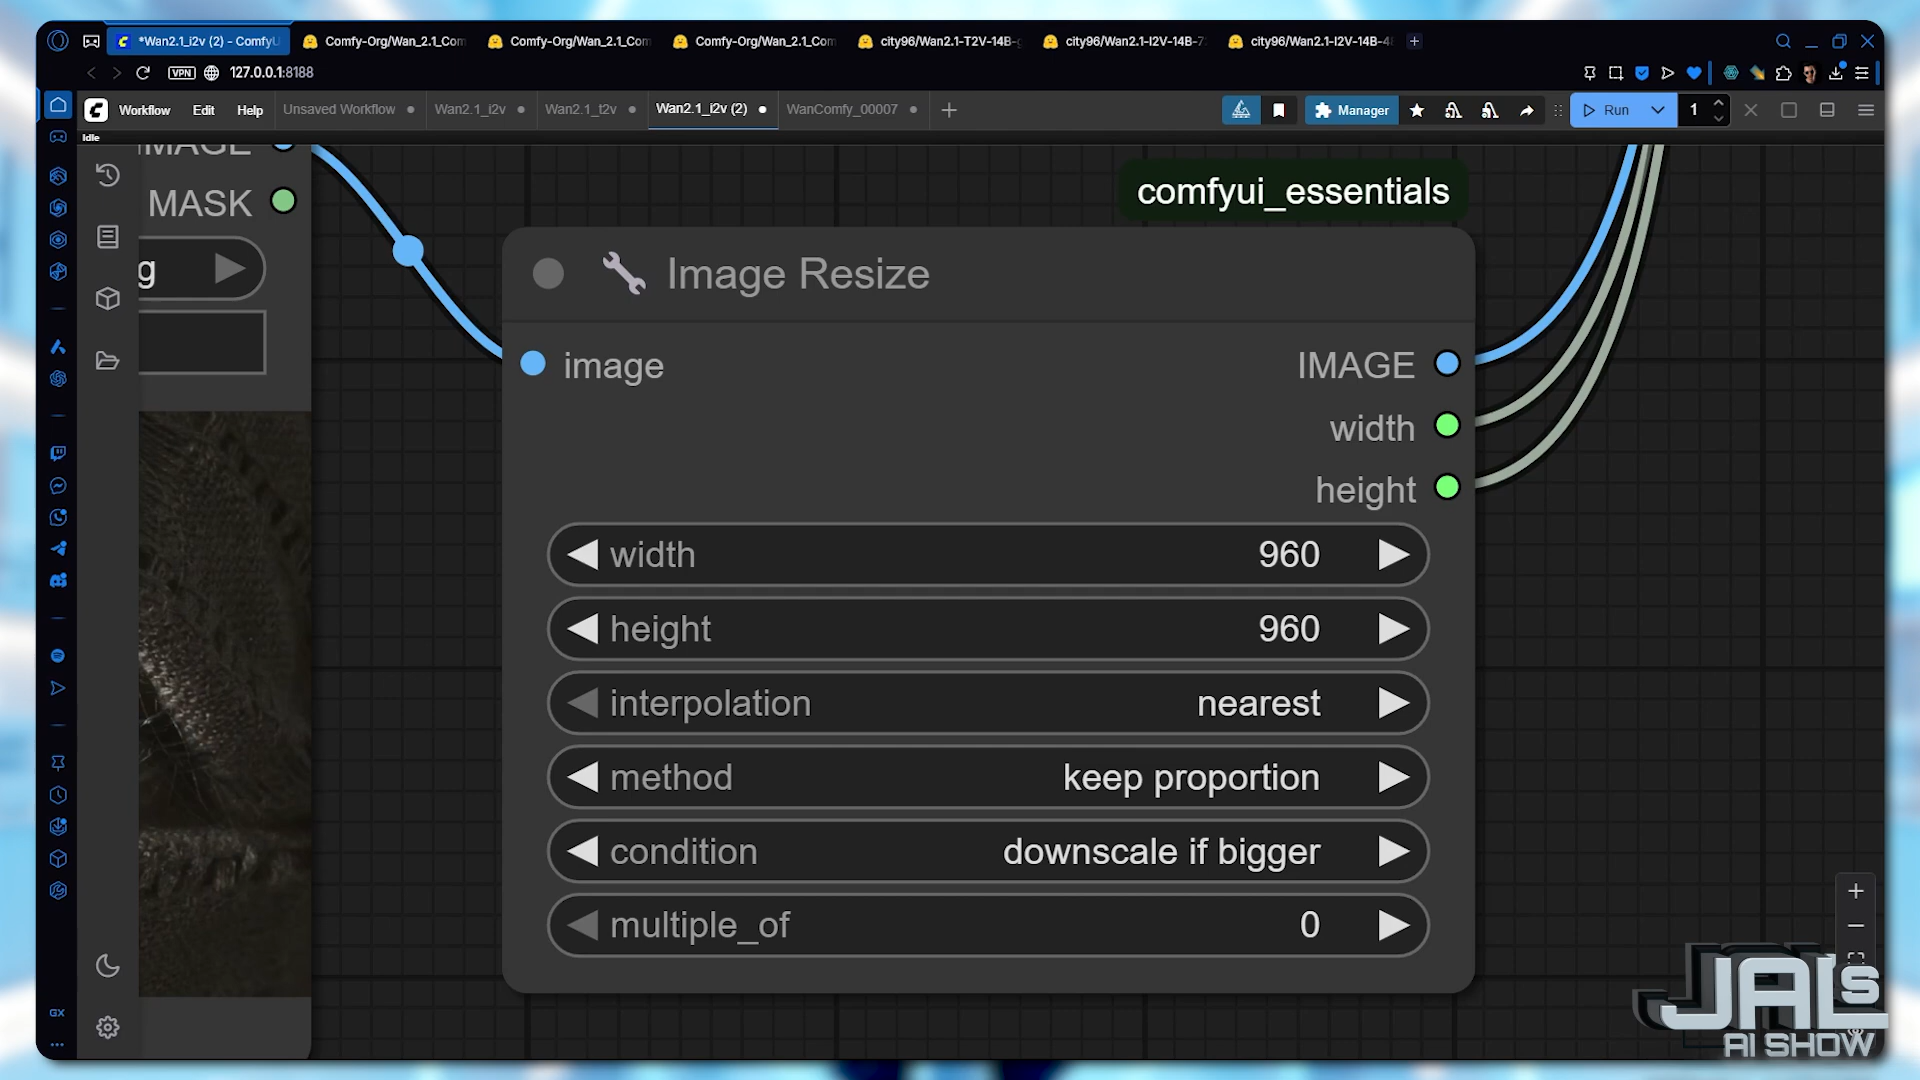 *Wan2.1_i2v (2) - ComfyU
Comfy-Org/Wan_2.1_Com
Comfy-Org/Wan_2.1_Com
Comfy-Org/Wan_2.1_Com
city96/Wan2.1-T2V-14B-g
city96/Wan2.1-I2V-14B-7
city96/Wan2.1-I2V-14B-4
VPN
127.0.0.1:8188
Workflow Edit Help
Unsaved Workflow
Wan2.1_i2v
Wan2.1_t2v
Wan2.1_i2v (2)
WanComfy_00007
Manager
Run
1
Idle
IMAGE
MASK
g
comfyui_essentials
Image Resize
image
IMAGE
width
height
width 960
height 960
interpolation nearest
method keep proportion
condition downscale if bigger
multiple_of 0
GX
JALs
AI SHOW